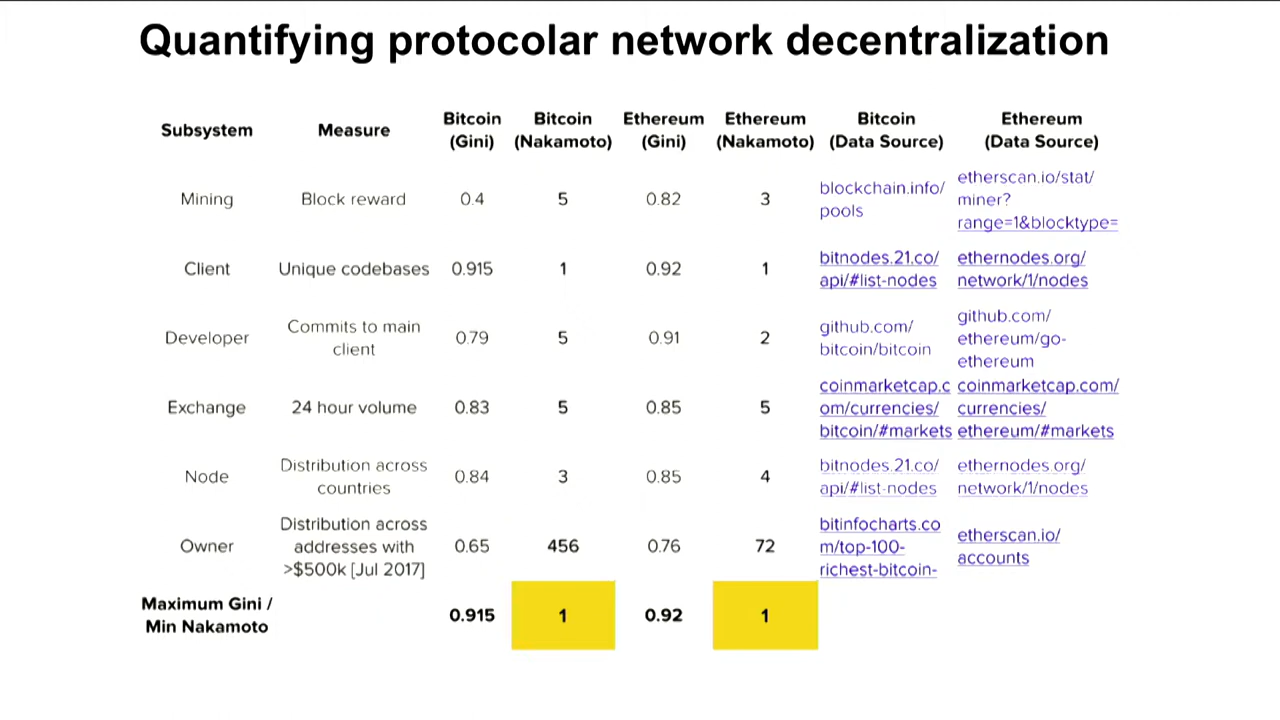 Quantifying protocolar network decentralization
Subsystem Measure Bitcoin (Gini) Bitcoin (Nakamoto) Ethereum (Gini) Ethereum (Nakamoto) Bitcoin (Data Source) Ethereum (Data Source)
Mining Block reward 0.4 5 0.82 3 blockchain.info/pools etherscan.io/stat/miner?range=1&blocktype=
Client Unique codebases 0.915 1 0.92 1 bitnodes.21.co/api/#list-nodes ethernodes.org/network/1/nodes
Developer Commits to main client 0.79 5 0.91 2 github.com/bitcoin/bitcoin github.com/ethereum/go-ethereum
Exchange 24 hour volume 0.83 5 0.85 5 coinmarketcap.com/currencies/bitcoin/#markets coinmarketcap.com/currencies/ethereum/#markets
Node Distribution across countries 0.84 3 0.85 4 bitnodes.21.co/api/#list-nodes ethernodes.org/network/1/nodes
Owner Distribution across addresses with >$500k [Jul 2017] 0.65 456 0.76 72 bitinfocharts.com/top-100-richest-bitcoin- etherscan.io/accounts
Maximum Gini / Min Nakamoto 0.915 1 0.92 1